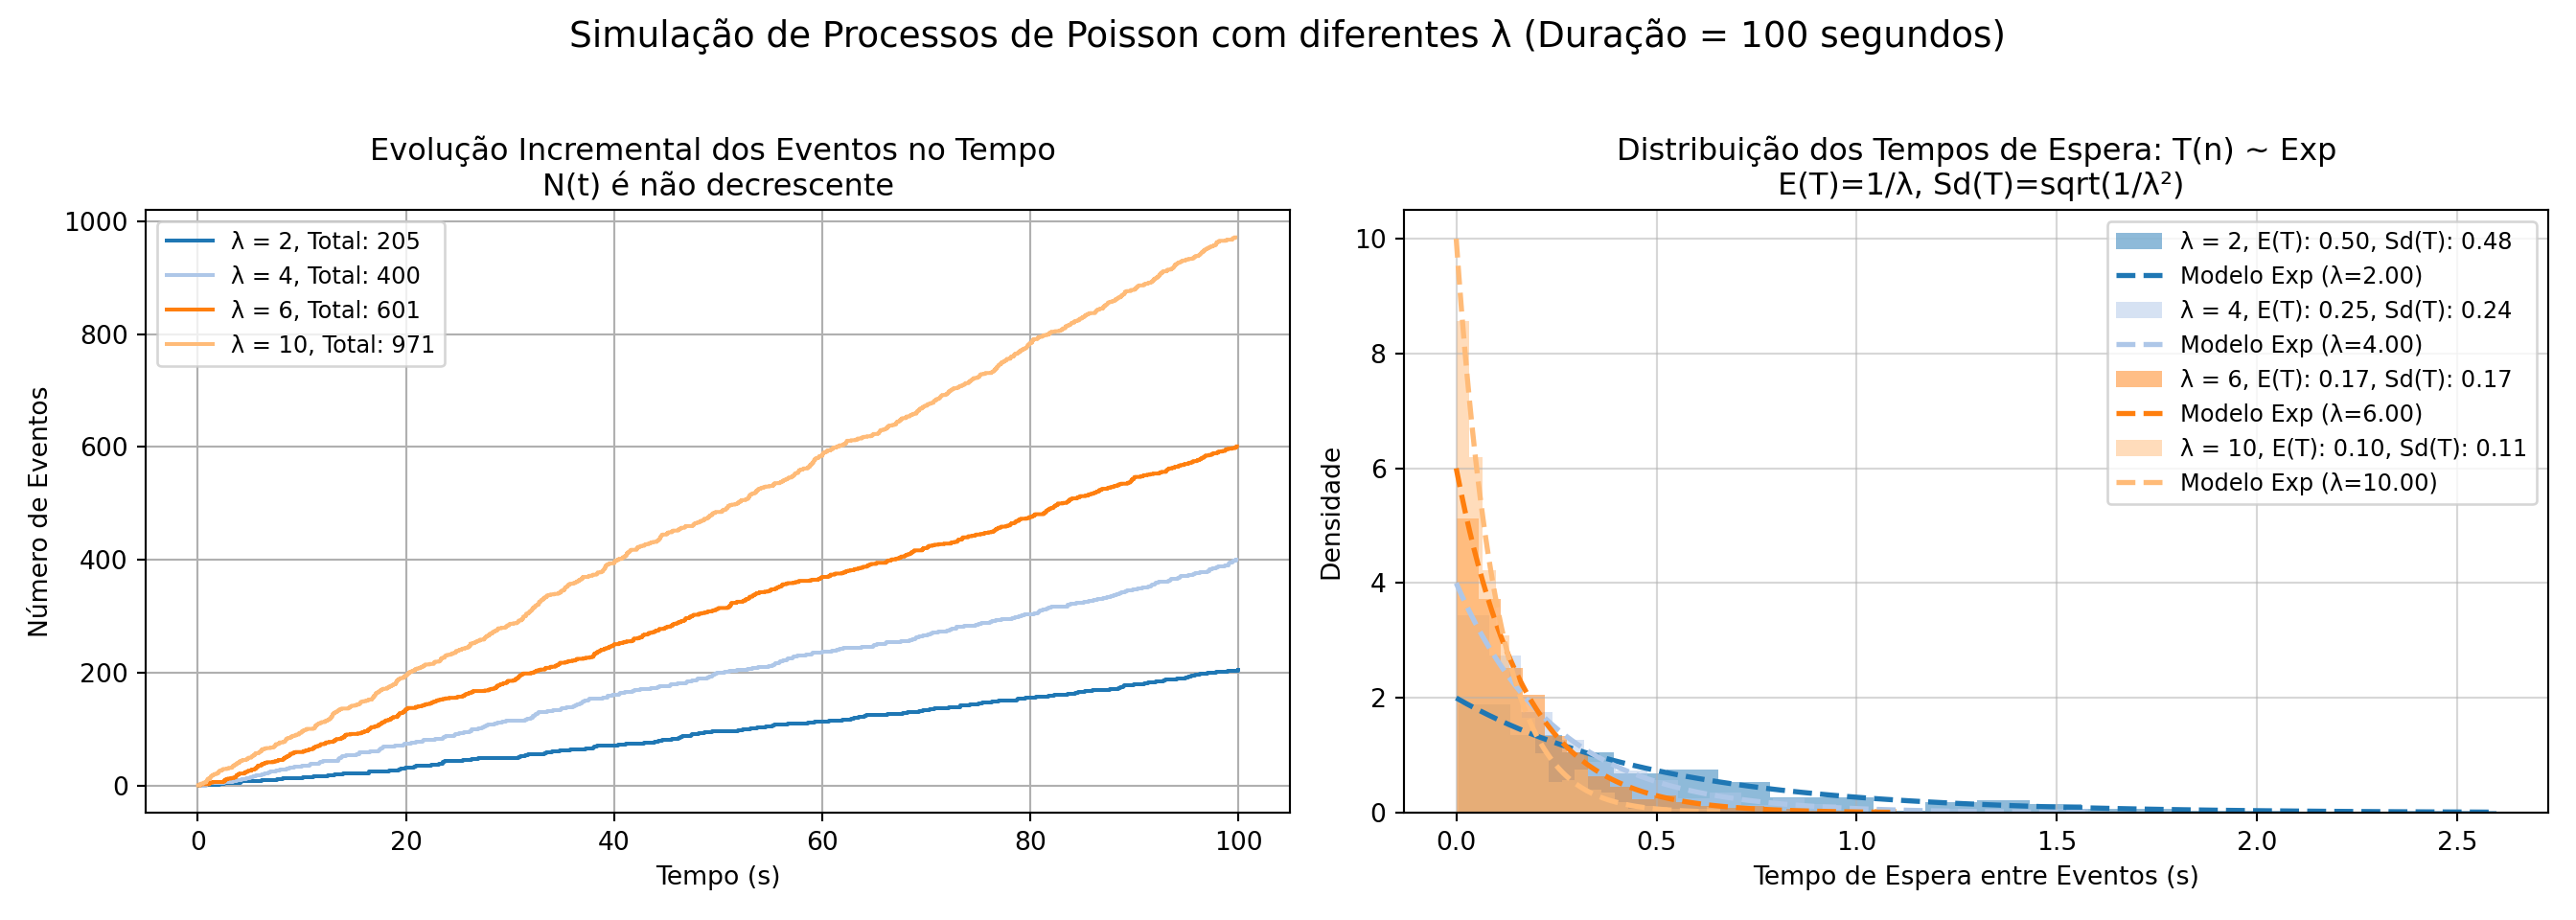 Simulação de Processos de Poisson com diferentes λ (Duração = 100 segundos)
Evolução Incremental dos Eventos no Tempo
N(t) é não decrescente
1000
800
600
400
200
0
Número de Eventos
λ = 2, Total: 205
λ = 4, Total: 400
λ = 6, Total: 601
λ = 10, Total: 971
0 20 40 60 80 100
Tempo (s)
Distribuição dos Tempos de Espera: T(n) ~ Exp
E(T)=1/λ, Sd(T)=sqrt(1/λ²)
10
8
6
4
2
0
Densidade
λ = 2, E(T): 0.50, Sd(T): 0.48
Modelo Exp (λ=2.00)
λ = 4, E(T): 0.25, Sd(T): 0.24
Modelo Exp (λ=4.00)
λ = 6, E(T): 0.17, Sd(T): 0.17
Modelo Exp (λ=6.00)
λ = 10, E(T): 0.10, Sd(T): 0.11
Modelo Exp (λ=10.00)
0.0 0.5 1.0 1.5 2.0 2.5
Tempo de Espera entre Eventos (s)